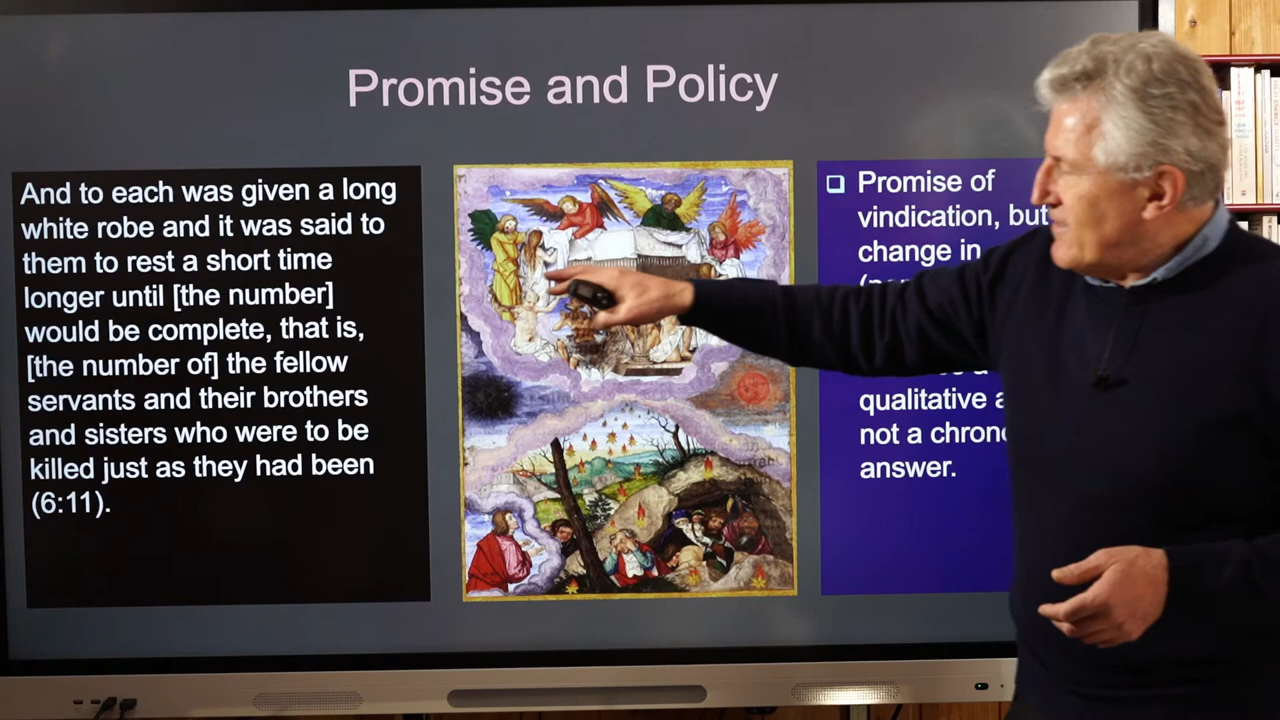 Promise and Policy
And to each was given a long
white robe and it was said to
them to rest a short time
longer until [the number]
would be complete, that is,
[the number of] the fellow
servants and their brothers
and sisters who were to be
killed just as they had been
(6:11).
Promise of
vindication, but
change in
qualitative
not a
answer.